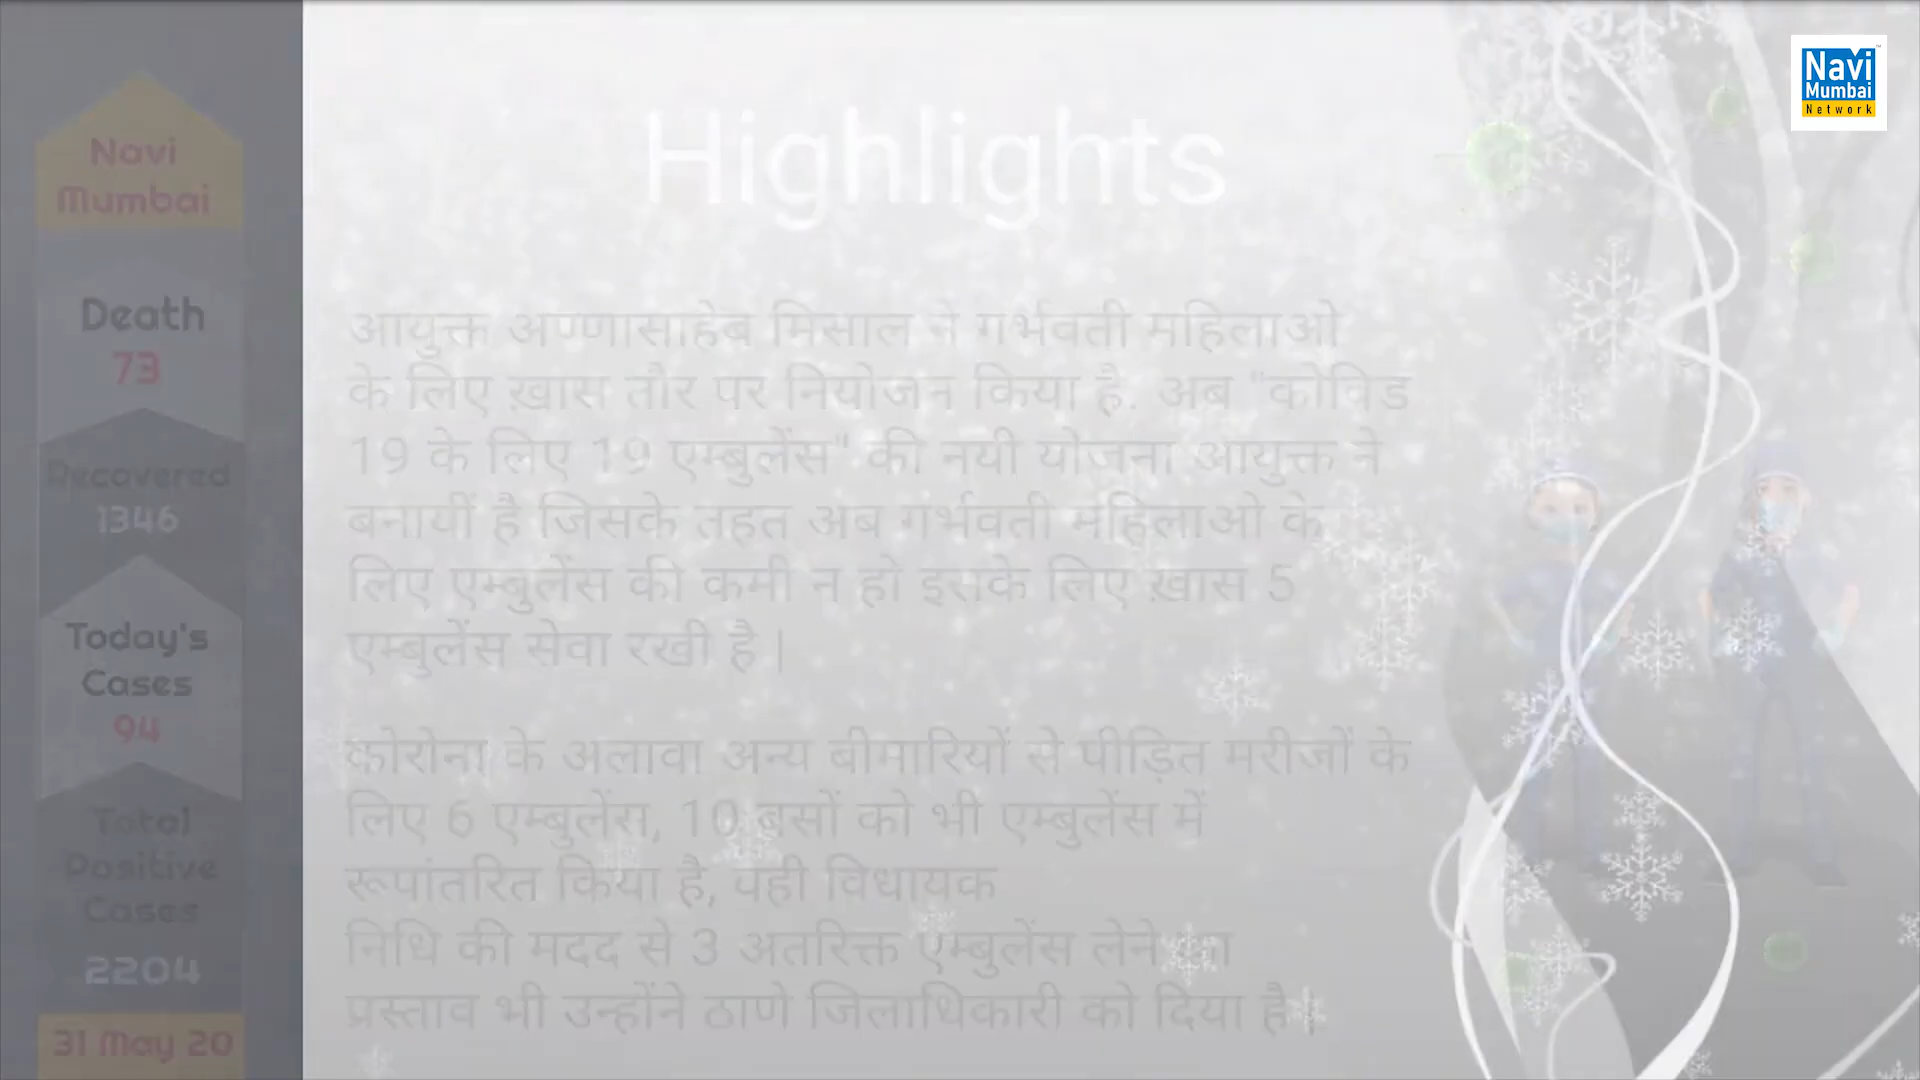 Navi
Mumbai
Death
73
Recovered
1346
Today's
Cases
94
Total
Positive
Cases
2204
31 May 20
Highlights
आयुक्त अण्णासाहेब मिसाल ने गर्भवती महिलाओ
के लिए ख़ास तौर पर नियोजन किया है. अब "कोविड
19 के लिए 19 एम्बुलेंस" की नयी योजना आयुक्त ने
बनायीं है जिसके तहत अब गर्भवती महिलाओ के
लिए एम्बुलेंस की कमी न हो इसके लिए ख़ास 5
एम्बुलेंस सेवा रखी है |
कोरोना के अलावा अन्य बीमारियों से पीड़ित मरीजों के
लिए 6 एम्बुलेंस, 10 बसों को भी एम्बुलेंस में
रूपांतरित किया है, वही विधायक
निधि की मदद से 3 अतरिक्त एम्बुलेंस लेने का
प्रस्ताव भी उन्होंने ठाणे जिलाधिकारी को दिया है
Navi
Mumbai
Network